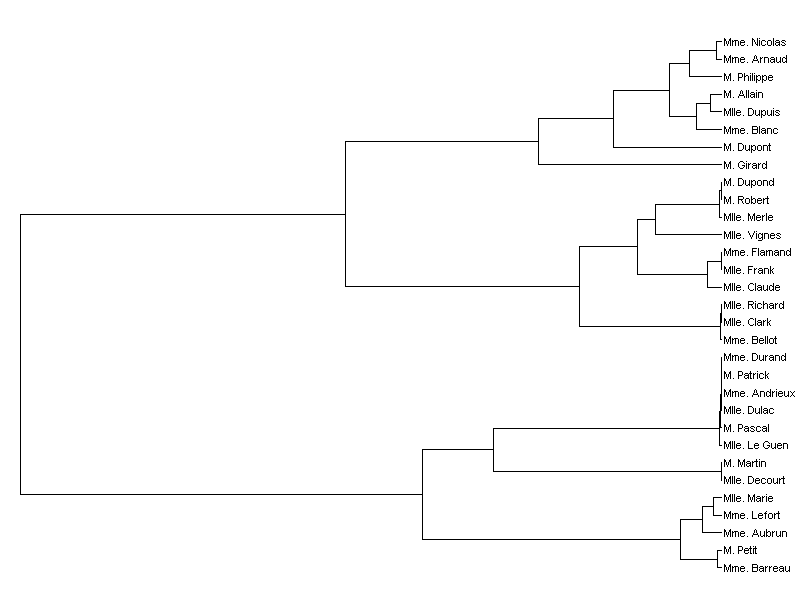 Mme. Nicolas
Mme. Arnaud
M. Philippe
M. Allain
Mlle. Dupuis
Mme. Blanc
M. Dupont
M. Girard
M. Dupond
M. Robert
Mlle. Merle
Mlle. Vignes
Mme. Flamand
Mlle. Frank
Mlle. Claude
Mlle. Richard
Mlle. Clark
Mme. Bellot
Mme. Durand
M. Patrick
Mme. Andrieux
Mlle. Dulac
M. Pascal
Mlle. Le Guen
M. Martin
Mlle. Decourt
Mlle. Marie
Mme. Lefort
Mme. Aubrun
M. Petit
Mme. Barreau